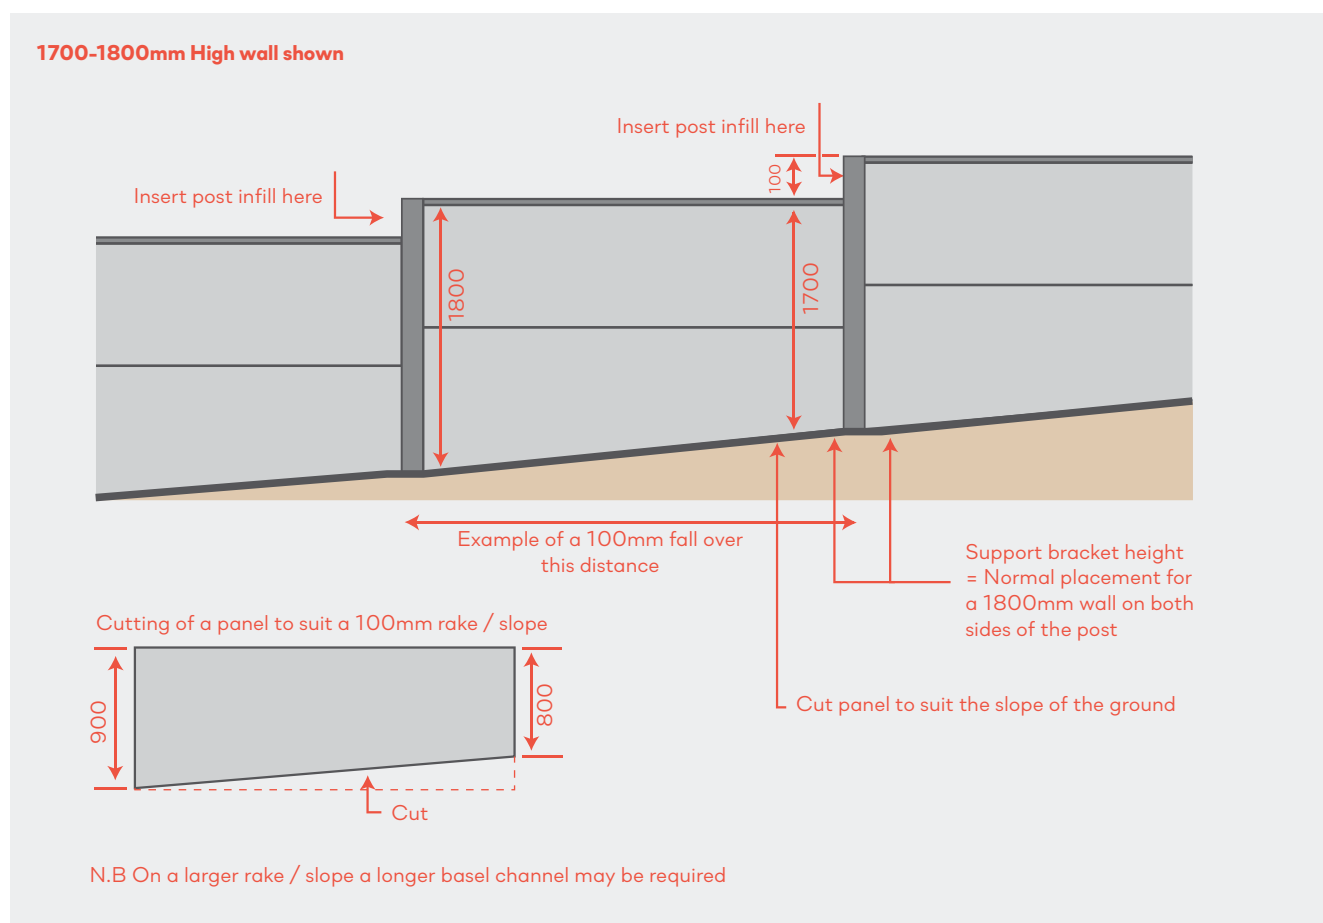 1700-1800mm High wall shown
Insert post infill here
Insert post infill here
100
1800
1700
Example of a 100mm fall over
this distance
Support bracket height
= Normal placement for
a 1800mm wall on both
sides of the post
Cutting of a panel to suit a 100mm rake / slope
900
800
Cut panel to suit the slope of the ground
Cut
N.B On a larger rake / slope a longer basel channel may be required